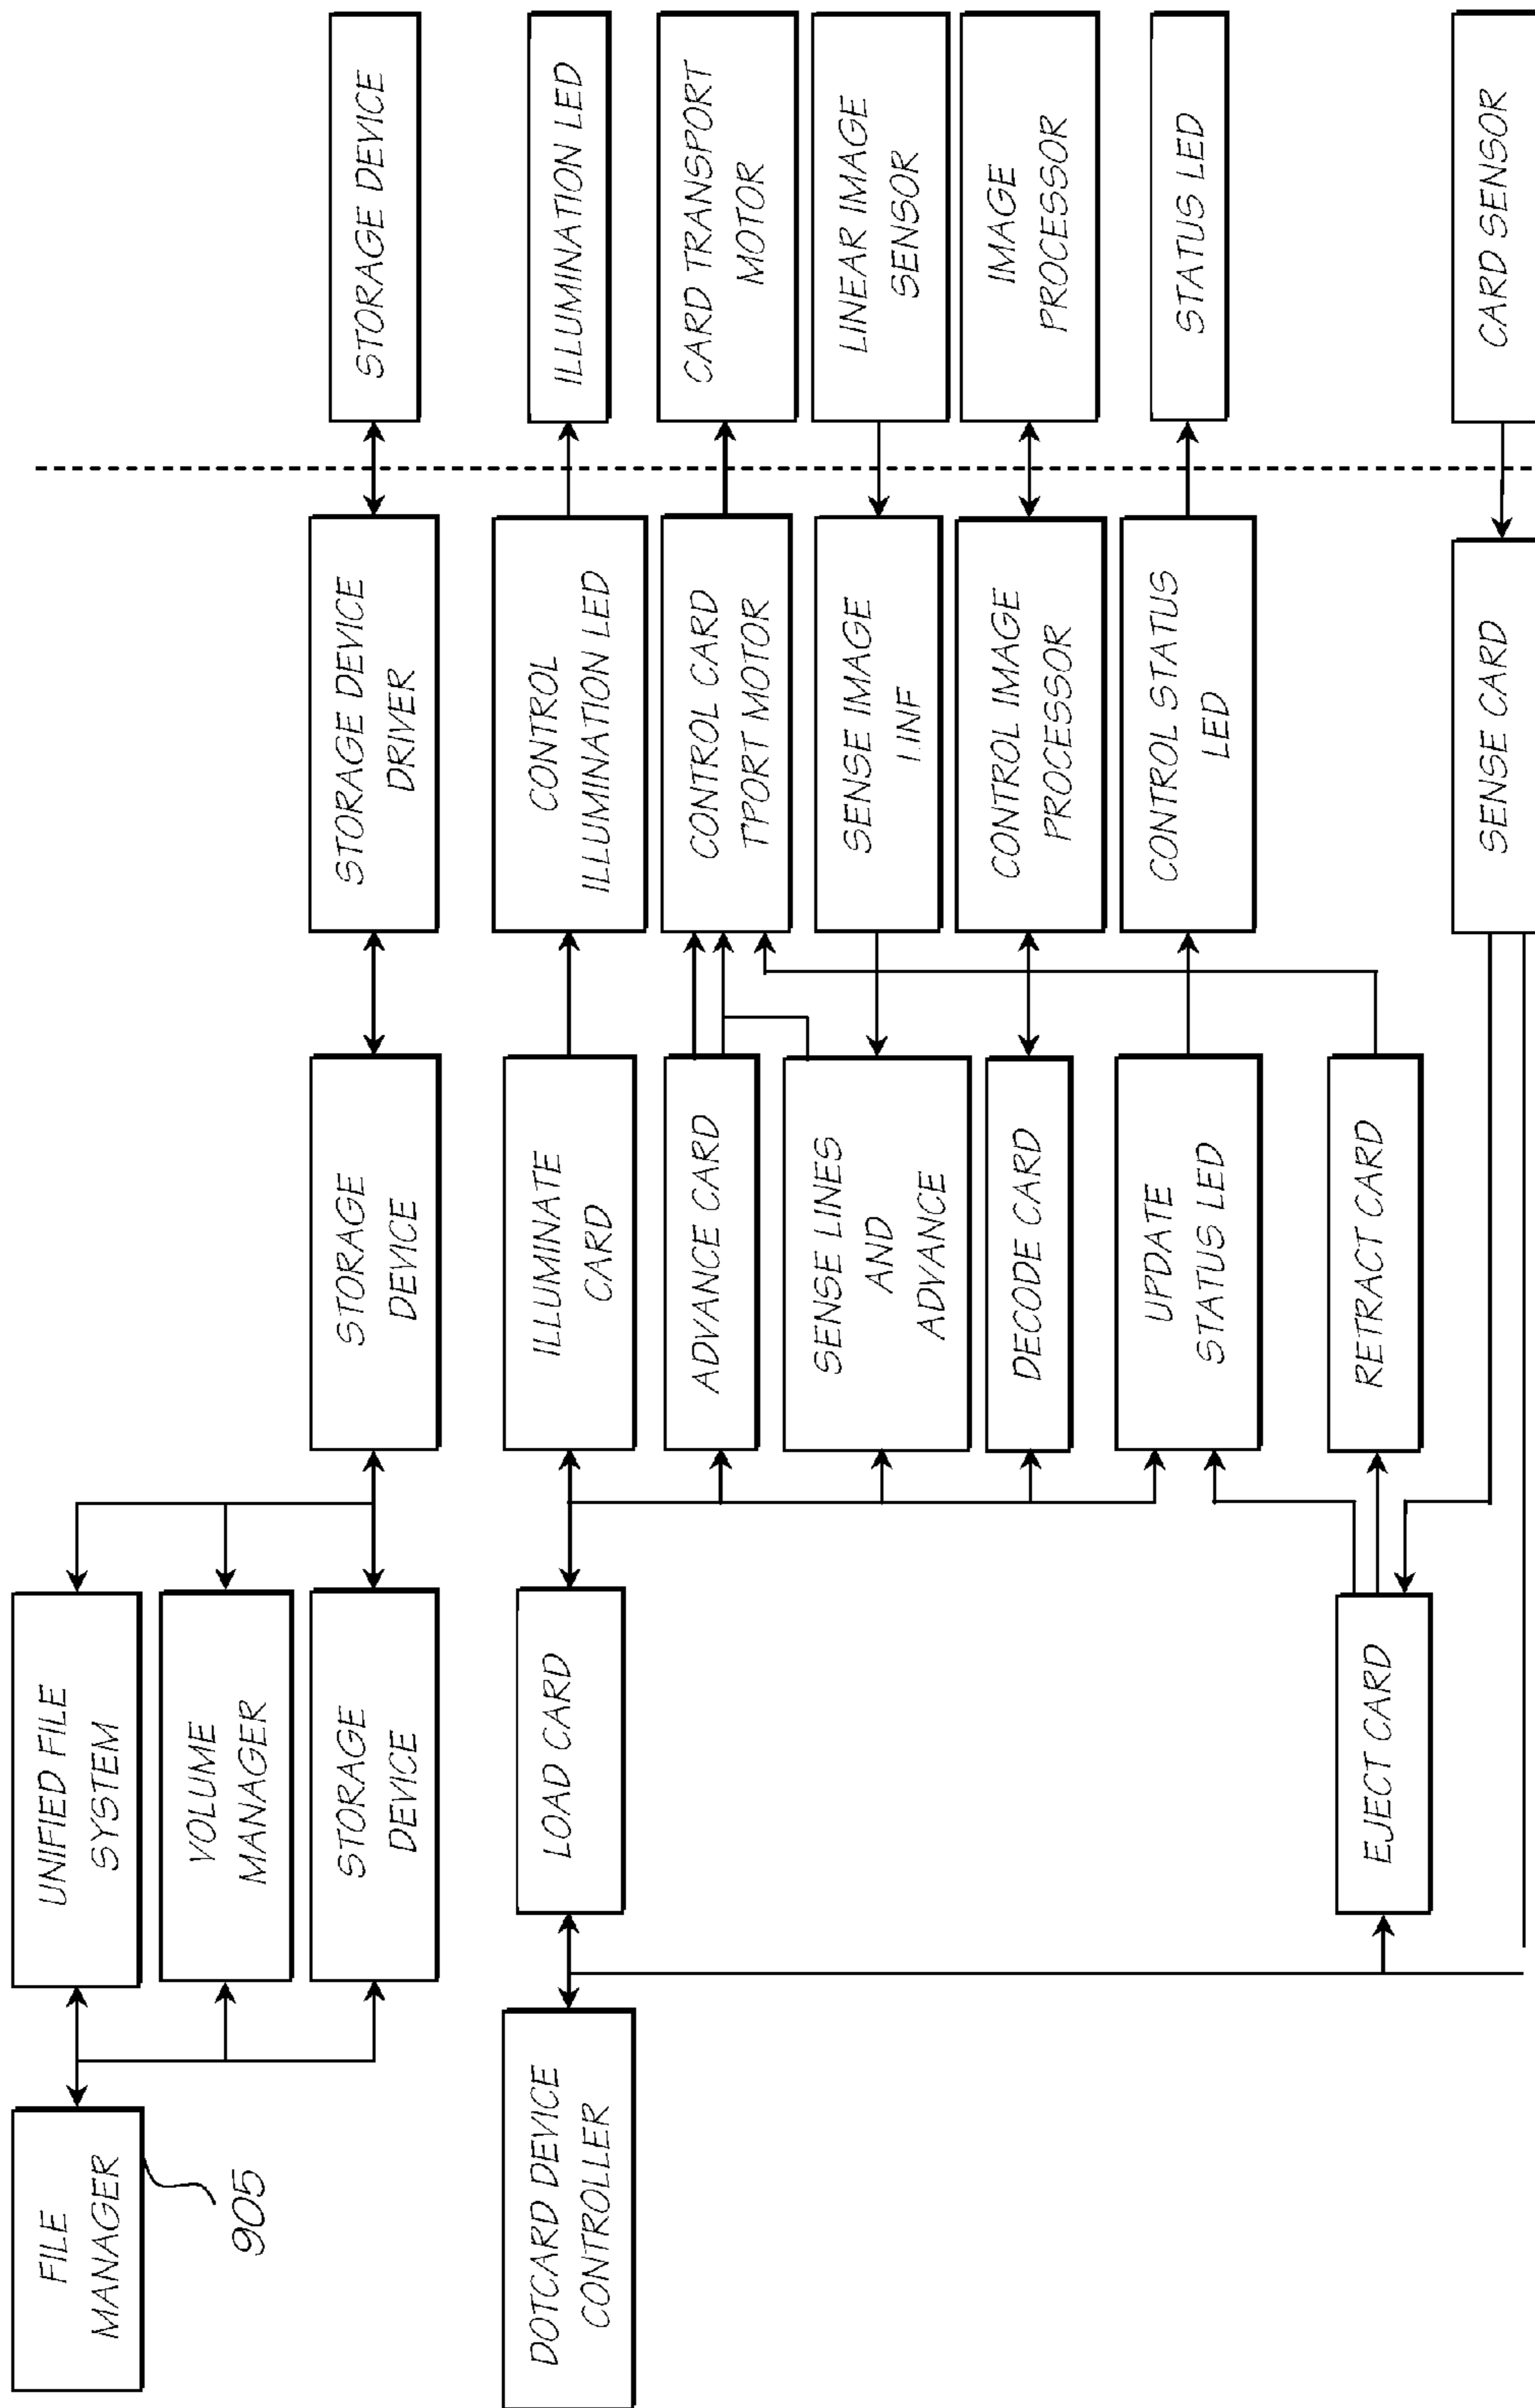 FILE
MANAGER
905
UNIFIED FILE
SYSTEM
VOLUME
MANAGER
STORAGE
DEVICE
STORAGE
DEVICE
STORAGE DEVICE
DRIVER
STORAGE DEVICE
DOTCARD DEVICE
CONTROLLER
LOAD CARD
ILLUMINATE
CARD
CONTROL
ILLUMINATION LED
ILLUMINATION LED
ADVANCE CARD
CONTROL CARD
TPORT MOTOR
CARD TRANSPORT
MOTOR
SENSE LINES
AND
ADVANCE
SENSE IMAGE
LINE
LINEAR IMAGE
SENSOR
DECODE CARD
CONTROL IMAGE
PROCESSOR
IMAGE
PROCESSOR
UPDATE
STATUS LED
CONTROL STATUS
LED
STATUS LED
EJECT CARD
RETRACT CARD
SENSE CARD
CARD SENSOR